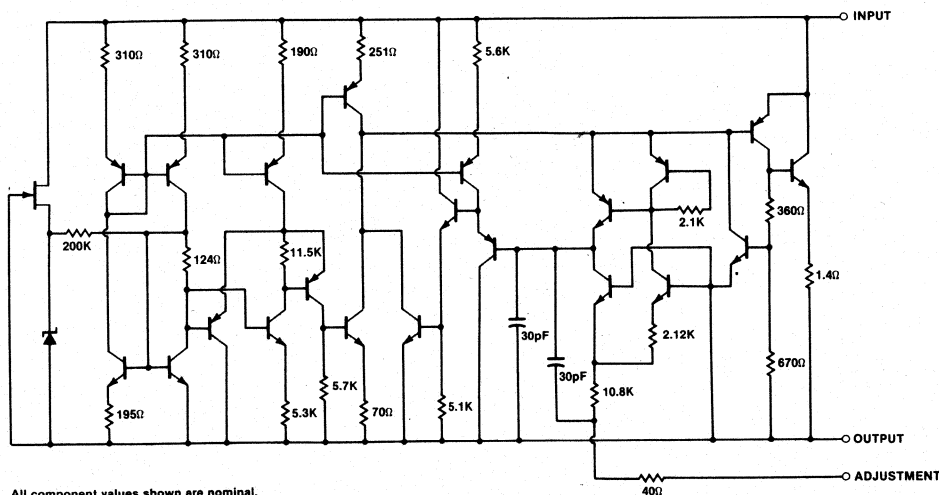 INPUT
310Ω
310Ω
190Ω
251Ω
5.6K
200K
124Ω
11.5K
2.1K
360Ω
1.4Ω
30pF
2.12K
30pF
195Ω
5.7K
10.8K
670Ω
5.3K
70Ω
5.1K
OUTPUT
ADJUSTMENT
40Ω
All component values shown are nominal.